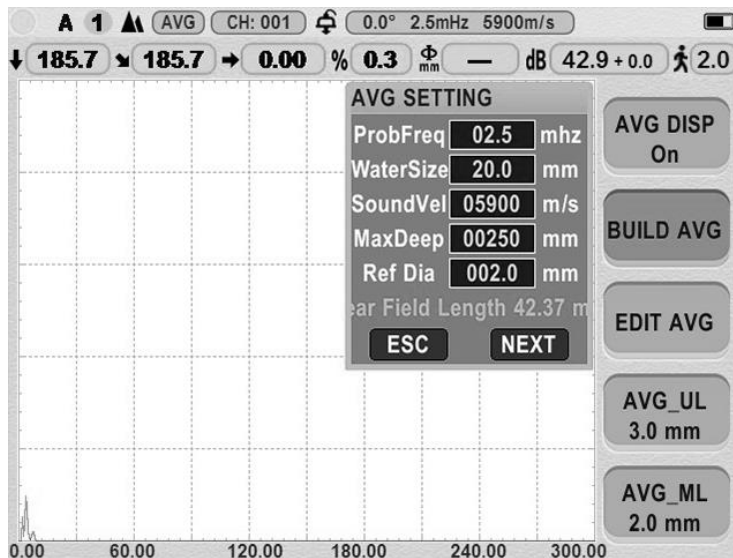 A 1 AVG CH: 001 0.0° 2.5mHz 5900m/s
185.7 185.7 0.00 % 0.3 Φ mm — dB 42.9 + 0.0 2.0
AVG SETTING
ProbFreq 02.5 mhz
WaterSize 20.0 mm
SoundVel 05900 m/s
MaxDeep 00250 mm
Ref Dia 002.0 mm
ear Field Length 42.37 m
ESC NEXT
AVG DISP
On
BUILD AVG
EDIT AVG
AVG_UL
3.0 mm
AVG_ML
2.0 mm
0.00 60.00 120.00 180.00 240.00 300.00